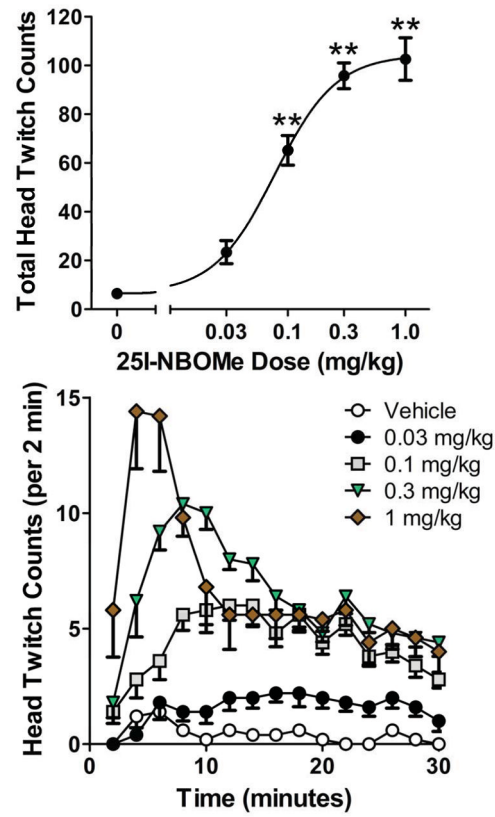 Total Head Twitch Counts
120
100
80
60
40
20
0
**
**
**
0
0.03
0.1
0.3
1.0
25I-NBOMe Dose (mg/kg)
Head Twitch Counts (per 2 min)
15
10
5
0
Vehicle
0.03 mg/kg
0.1 mg/kg
0.3 mg/kg
1 mg/kg
0
10
20
30
Time (minutes)